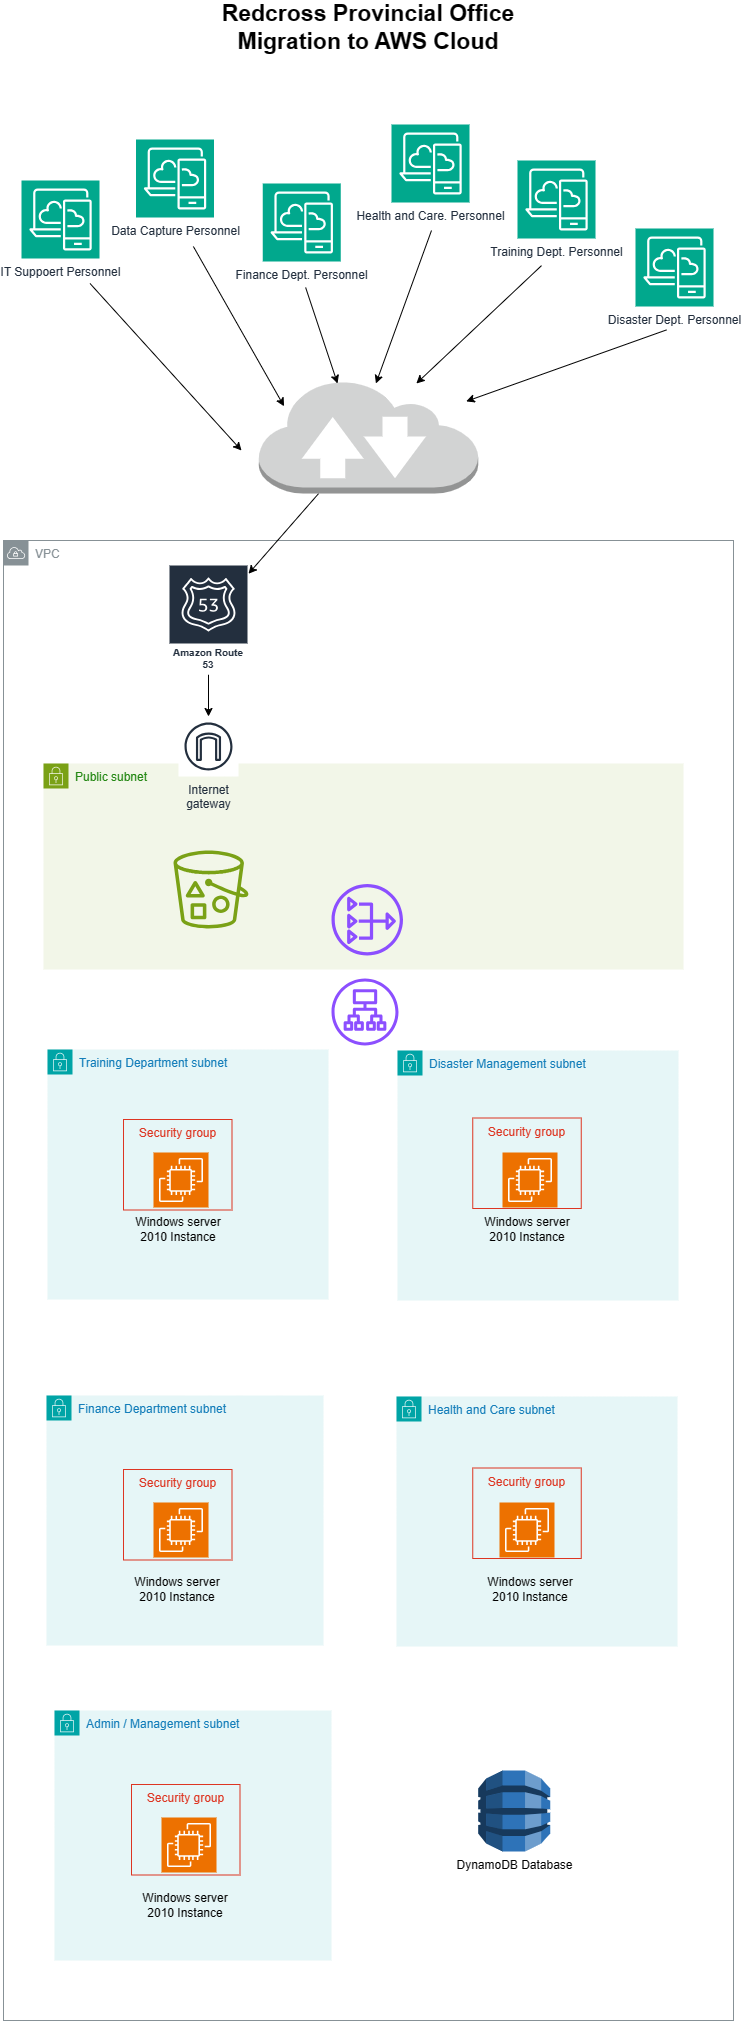 Redcross Provincial Office
Migration to AWS Cloud
Health and Care. Personnel
Data Capture Personnel
Training Dept. Personnel
IT Suppoert Personnel
Finance Dept. Personnel
Disaster Dept. Personnel
VPC
53
Amazon Route
53
Public subnet
Internet
gateway
Training Department subnet
Disaster Management subnet
Security group
Security group
Windows server
2010 Instance
Windows server
2010 Instance
Finance Department subnet
Health and Care subnet
Security group
Security group
Windows server
2010 Instance
Windows server
2010 Instance
Admin / Management subnet
Security group
DynamoDB Database
Windows server
2010 Instance